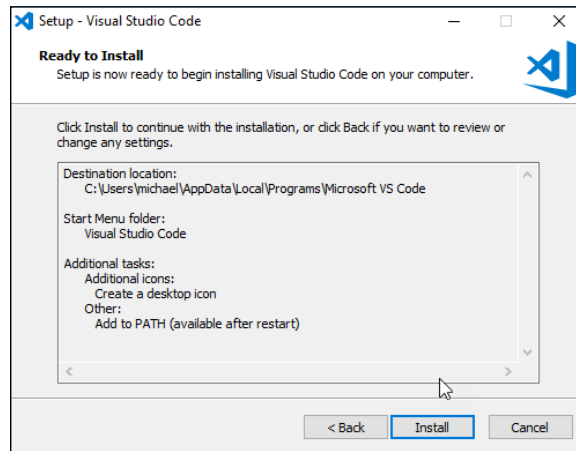 Setup - Visual Studio Code
Ready to Install
Setup is now ready to begin installing Visual Studio Code on your computer.
Click Install to continue with the installation, or click Back if you want to review or
change any settings.
Destination location:
C:\Users\michael\AppData\Local\Programs\Microsoft VS Code
Start Menu folder:
Visual Studio Code
Additional tasks:
Additional icons:
Create a desktop icon
Other:
Add to PATH (available after restart)
< Back Install Cancel